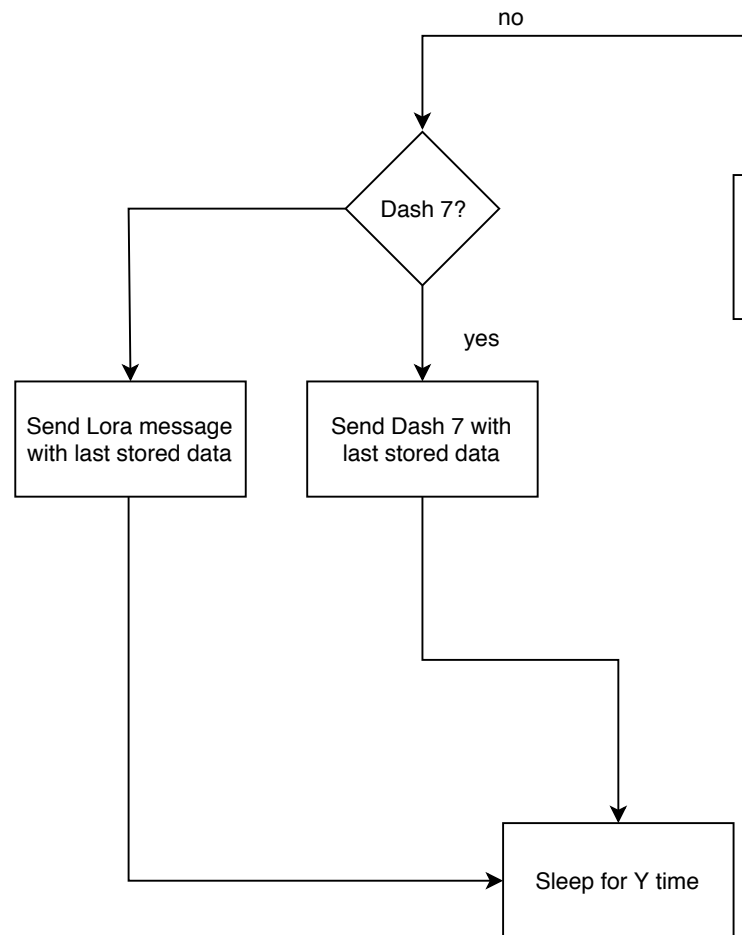 no
Dash 7?
yes
Send Lora message
with last stored data
Send Dash 7 with
last stored data
Sleep for Y time